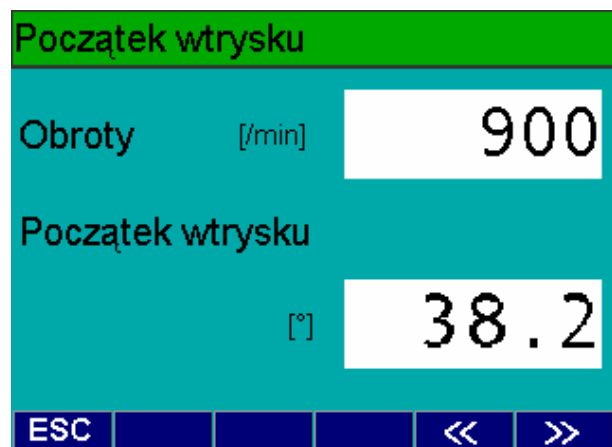 Początek wtrysku
Obroty [/min] 900
Początek wtrysku
[°] 38.2
ESC << >>